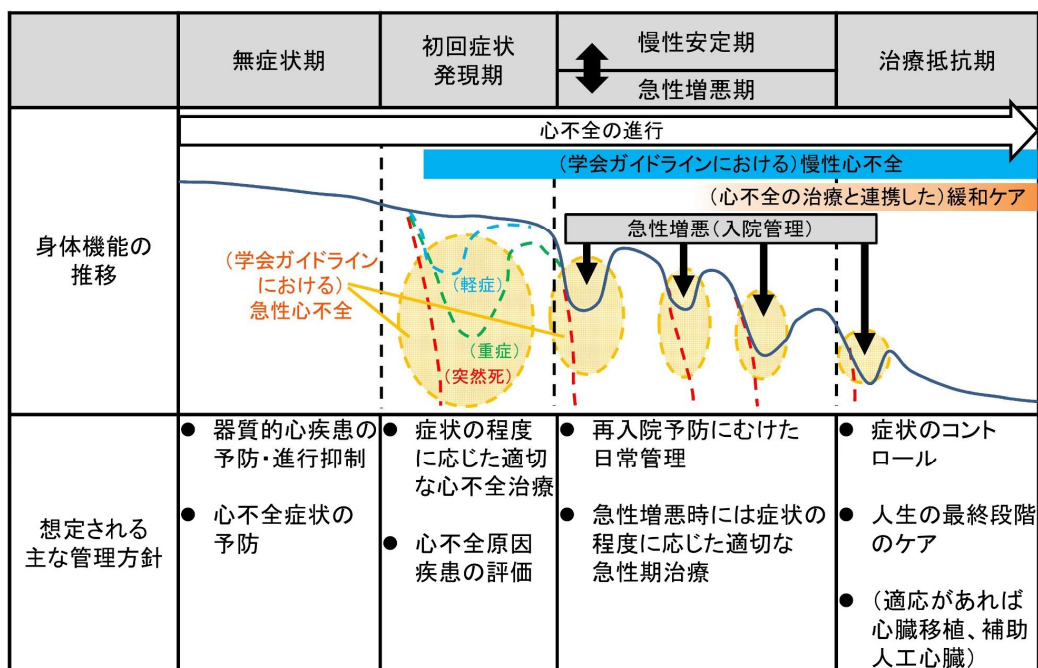 無症状期
初回症状
発現期
慢性安定期
急性増悪期
治療抵抗期
身体機能の
推移
心不全の進行
(学会ガイドラインにおける)慢性心不全
(心不全の治療と連携した)緩和ケア
急性増悪(入院管理)
(学会ガイドライン
における)
急性心不全
(軽症)
(重症)
(突然死)
想定される
主な管理方針
● 器質的心疾患の
予防・進行抑制
● 心不全症状の
予防
● 症状の程度
に応じた適切
な心不全治療
● 心不全原因
疾患の評価
● 再入院予防にむけた
日常管理
● 急性増悪時には症状の
程度に応じた適切な
急性期治療
● 症状のコント
ロール
● 人生の最終段階
のケア
● (適応があれば
心臓移植、補助
人工心臓)